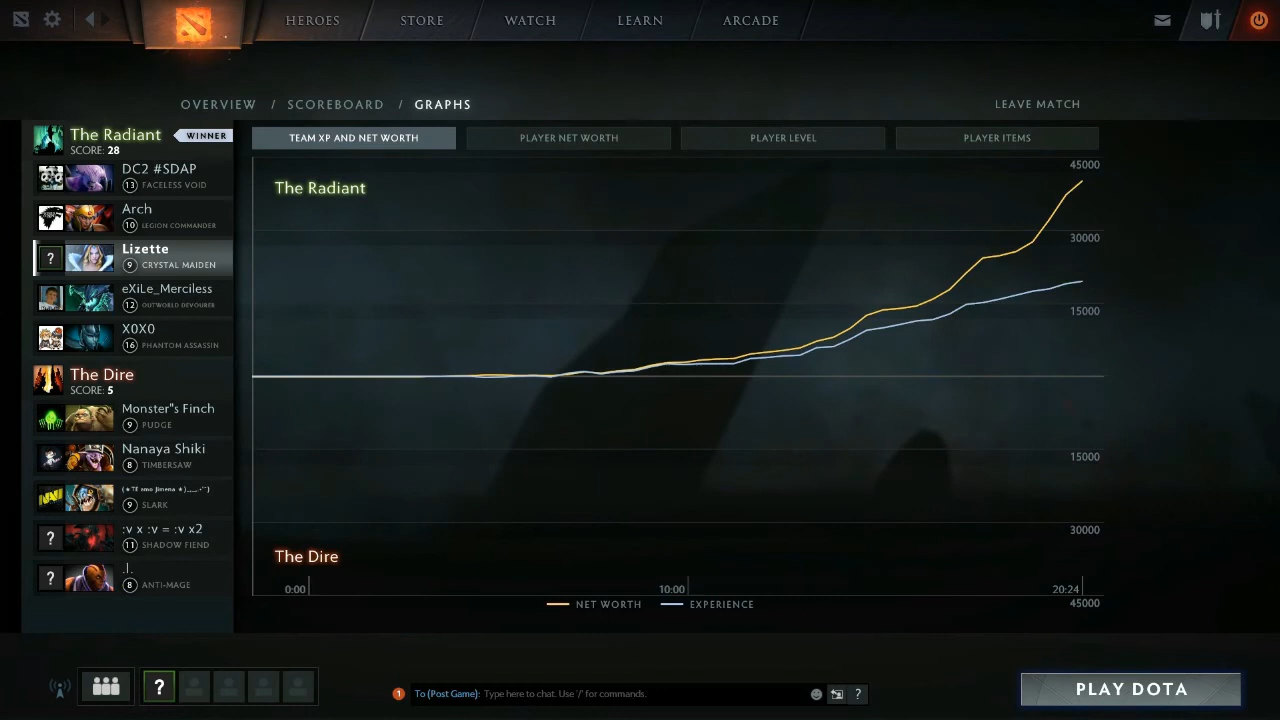 HEROES STORE WATCH LEARN ARCADE
OVERVIEW / SCOREBOARD / GRAPHS LEAVE MATCH
The Radiant WINNER
SCORE: 28
DC2 #SDAP
13 FACELESS VOID
Arch
10 LEGION COMMANDER
? Lizette
9 CRYSTAL MAIDEN
eXiLe_Merciless
12 OUTWORLD DEVOURER
X0X0
16 PHANTOM ASSASSIN
The Dire
SCORE: 5
Monster"s Finch
9 PUDGE
Nanaya Shiki
8 TIMBERSAW
9 SLARK
? :v x :v = :v x2
11 SHADOW FIEND
? .l.
8 ANTI-MAGE
TEAM XP AND NET WORTH PLAYER NET WORTH PLAYER LEVEL PLAYER ITEMS
45000
The Radiant
30000
15000
15000
30000
The Dire
0:00 10:00 20:24
45000
NET WORTH EXPERIENCE
? 1 To (Post Game): Type here to chat. Use '/' for commands. ?
PLAY DOTA